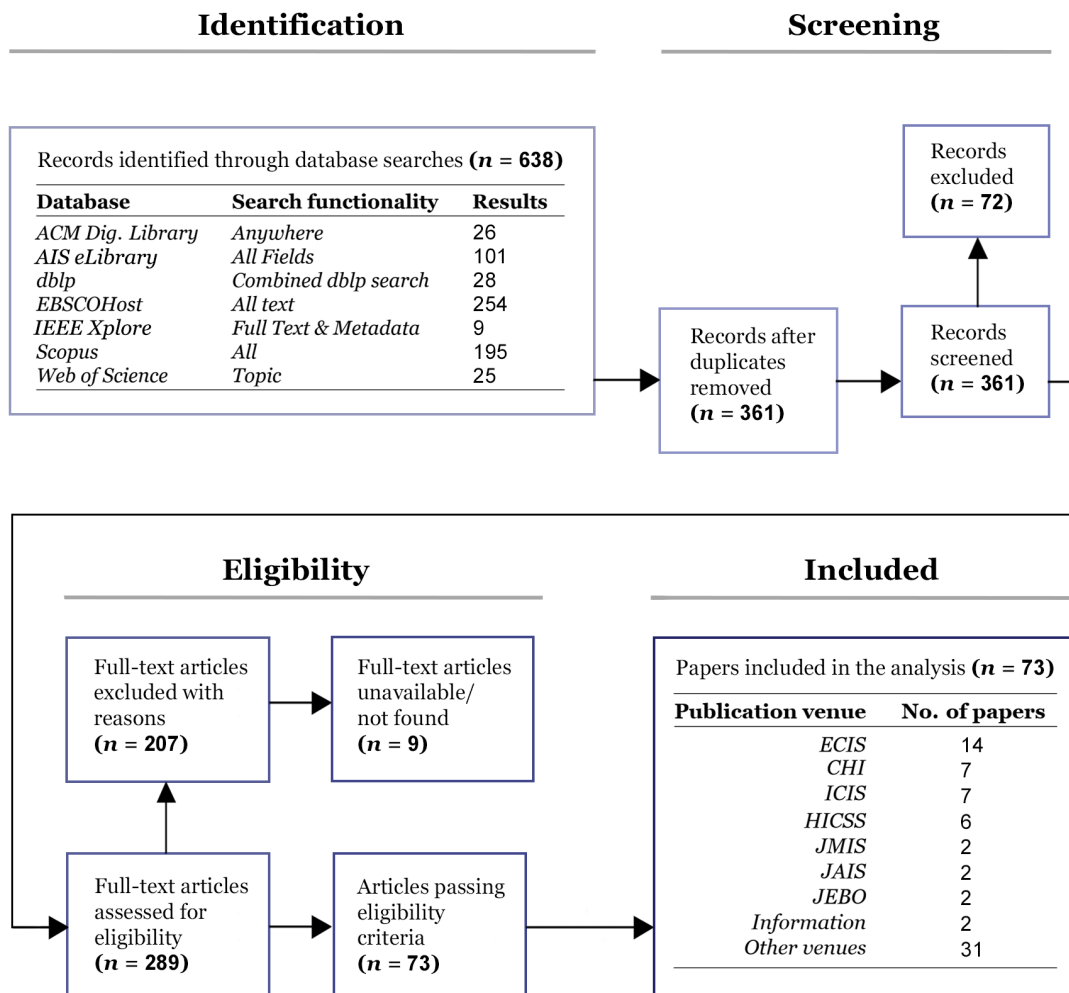 Identification
Screening
Records identified through database searches (n = 638)
Database Search functionality Results
ACM Dig. Library Anywhere 26
AIS eLibrary All Fields 101
dblp Combined dblp search 28
EBSCOHost All text 254
IEEE Xplore Full Text & Metadata 9
Scopus All 195
Web of Science Topic 25
Records after
duplicates
removed
(n = 361)
Records
excluded
(n = 72)
Records
screened
(n = 361)
Eligibility
Included
Full-text articles
excluded with
reasons
(n = 207)
Full-text articles
unavailable/
not found
(n = 9)
Full-text articles
assessed for
eligibility
(n = 289)
Articles passing
eligibility
criteria
(n = 73)
Papers included in the analysis (n = 73)
Publication venue No. of papers
ECIS 14
CHI 7
ICIS 7
HICSS 6
JMIS 2
JAIS 2
JEBO 2
Information 2
Other venues 31